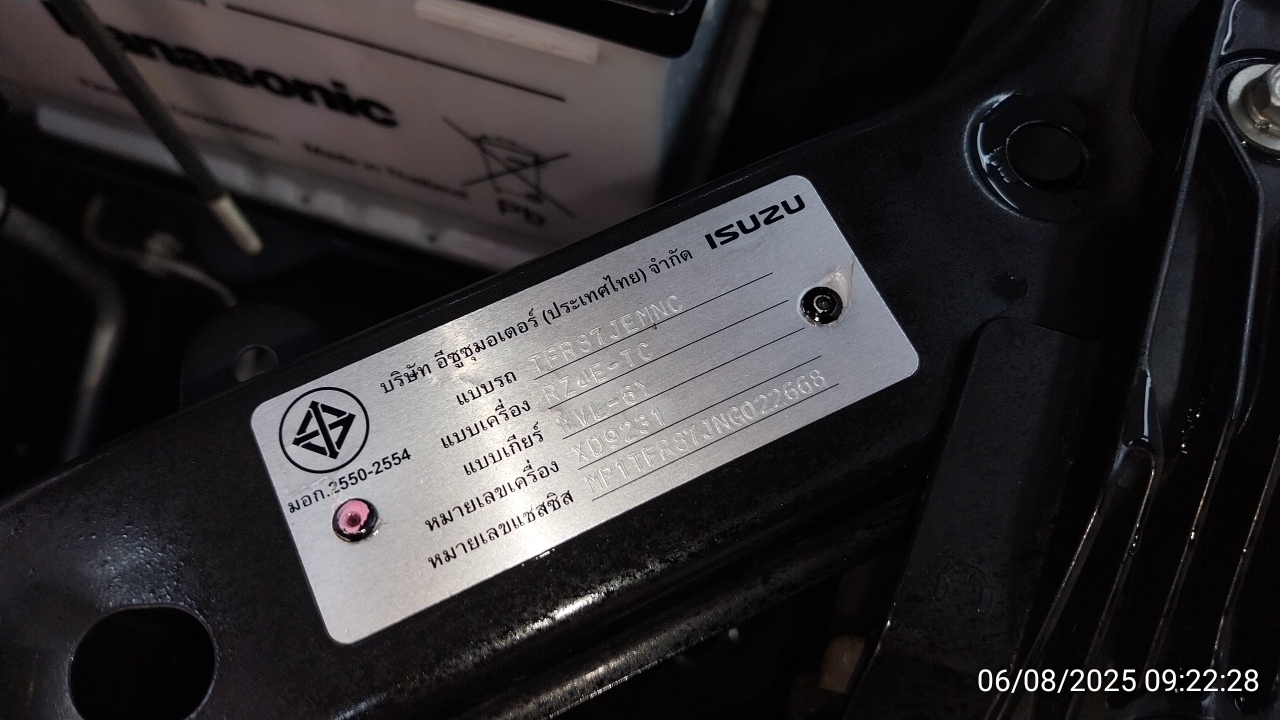 Panasonic
Made in Thailand
Pb
ISUZU
บริษัท อีซูซุมอเตอร์ (ประเทศไทย) จำกัด
แบบรถ TFR87JEMNC
แบบเครื่อง RZ4E-TC
แบบเกียร์ MVL-6Y
หมายเลขเครื่อง XD9231
หมายเลขแชสซิส MP1TFR87JNG022668
มอก.2550-2554
06/08/2025 09:22:28